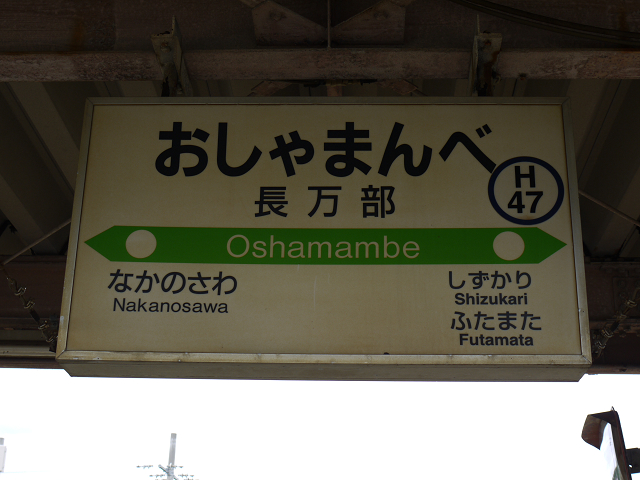 おしゃまんべ
長万部
H
47
Oshamambe
なかのさわ
Nakanosawa
しずかり
Shizukari
ふたまた
Futamata